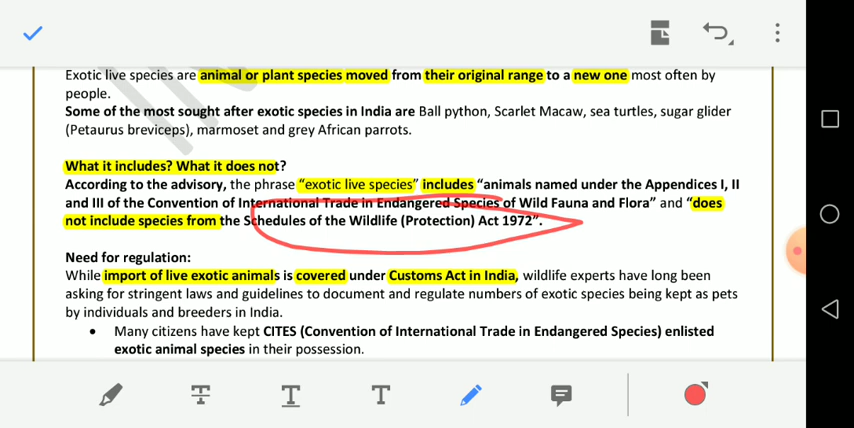 Exotic live species are animal or plant species moved from their original range to a new one most often by
people.
Some of the most sought after exotic species in India are Ball python, Scarlet Macaw, sea turtles, sugar glider
(Petaurus breviceps), marmoset and grey African parrots.
What it includes? What it does not?
According to the advisory, the phrase “exotic live species” includes “animals named under the Appendices I, II
and III of the Convention of International Trade in Endangered Species of Wild Fauna and Flora” and “does
not include species from the Schedules of the Wildlife (Protection) Act 1972”.
Need for regulation:
While import of live exotic animals is covered under Customs Act in India, wildlife experts have long been
asking for stringent laws and guidelines to document and regulate numbers of exotic species being kept as pets
by individuals and breeders in India.
• Many citizens have kept CITES (Convention of International Trade in Endangered Species) enlisted
exotic animal species in their possession.